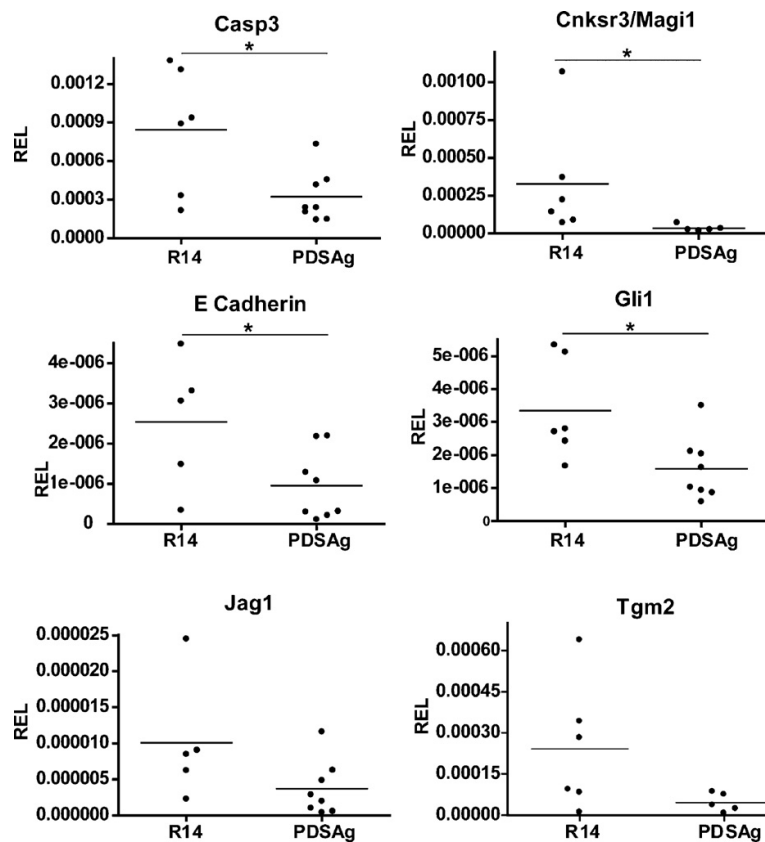 Casp3
*
REL
0.0012
0.0009
0.0006
0.0003
0.0000
R14 PDSAg
Cnksr3/Magi1
*
REL
0.00100
0.00075
0.00050
0.00025
0.00000
R14 PDSAg
E Cadherin
*
REL
4e-006
3e-006
2e-006
1e-006
0
R14 PDSAg
Gli1
*
REL
5e-006
4e-006
3e-006
2e-006
1e-006
0
R14 PDSAg
Jag1
REL
0.000025
0.000020
0.000015
0.000010
0.000005
0.000000
R14 PDSAg
Tgm2
REL
0.00060
0.00045
0.00030
0.00015
0.00000
R14 PDSAg